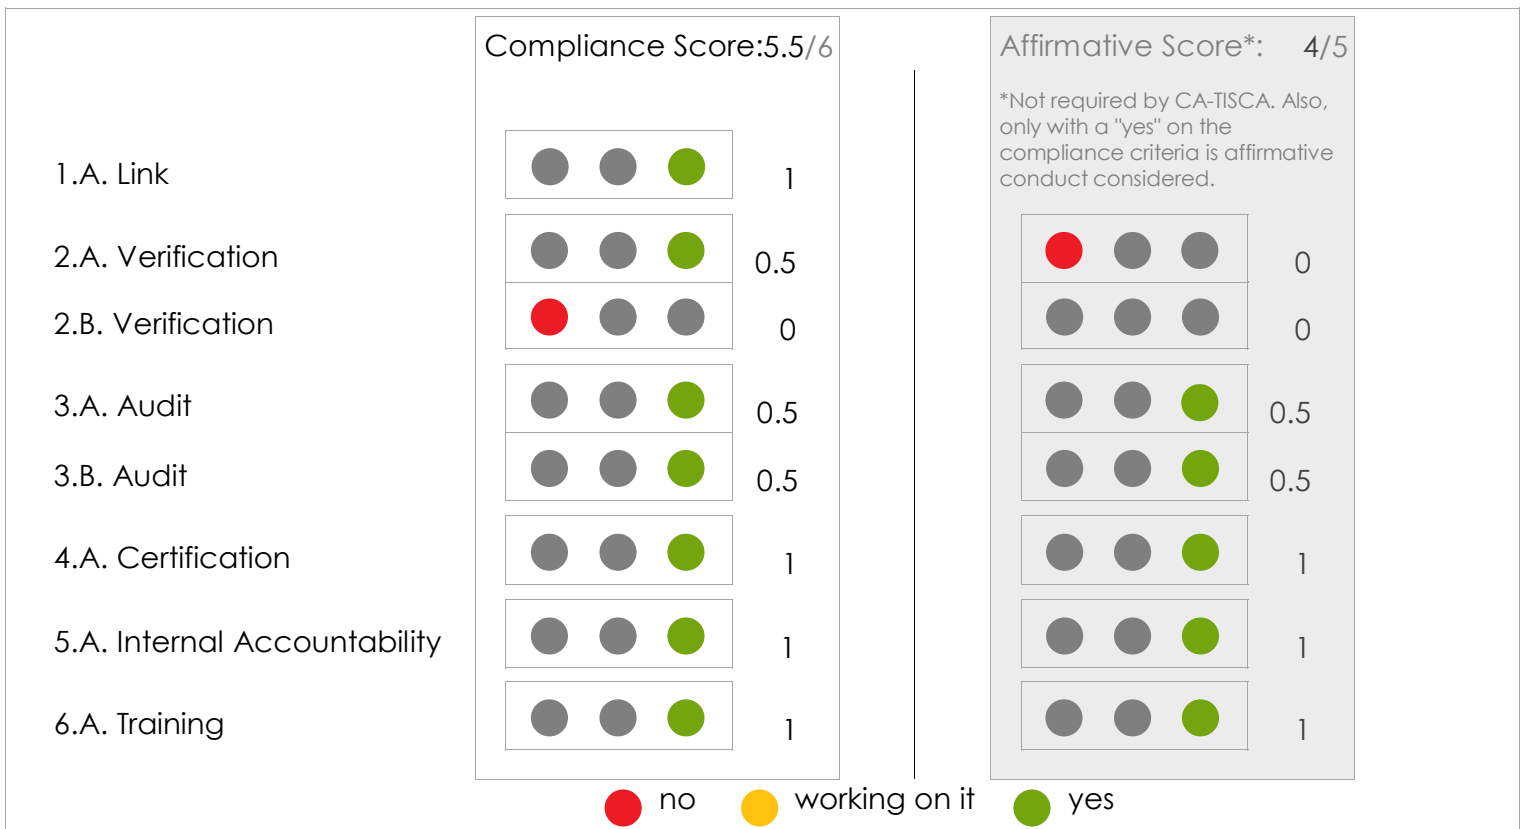 Compliance Score:5.5/6
Affirmative Score*: 4/5
*Not required by CA-TISCA. Also,
only with a "yes" on the
compliance criteria is affirmative
conduct considered.
1.A. Link 1
2.A. Verification 0.5 0
2.B. Verification 0 0
3.A. Audit 0.5 0.5
3.B. Audit 0.5 0.5
4.A. Certification 1 1
5.A. Internal Accountability 1 1
6.A. Training 1 1
no working on it yes